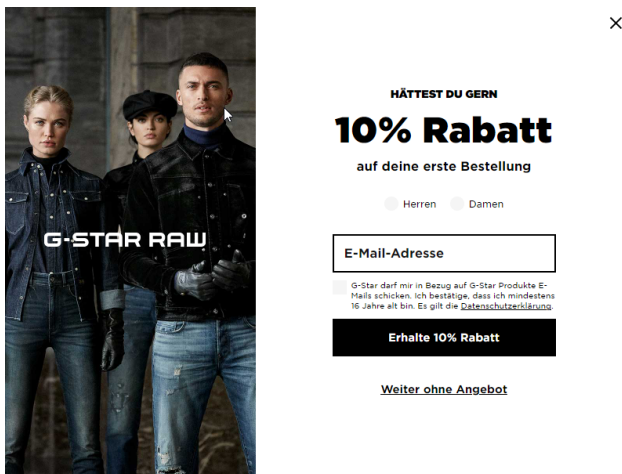 G-STAR RAW
HÄTTEST DU GERN
10% Rabatt
auf deine erste Bestellung
Herren
Damen
E-Mail-Adresse
G-Star darf mir in Bezug auf G-Star Produkte E-
Mails schicken. Ich bestätige, dass ich mindestens
16 Jahre alt bin. Es gilt die Datenschutzerklärung.
Erhalte 10% Rabatt
Weiter ohne Angebot